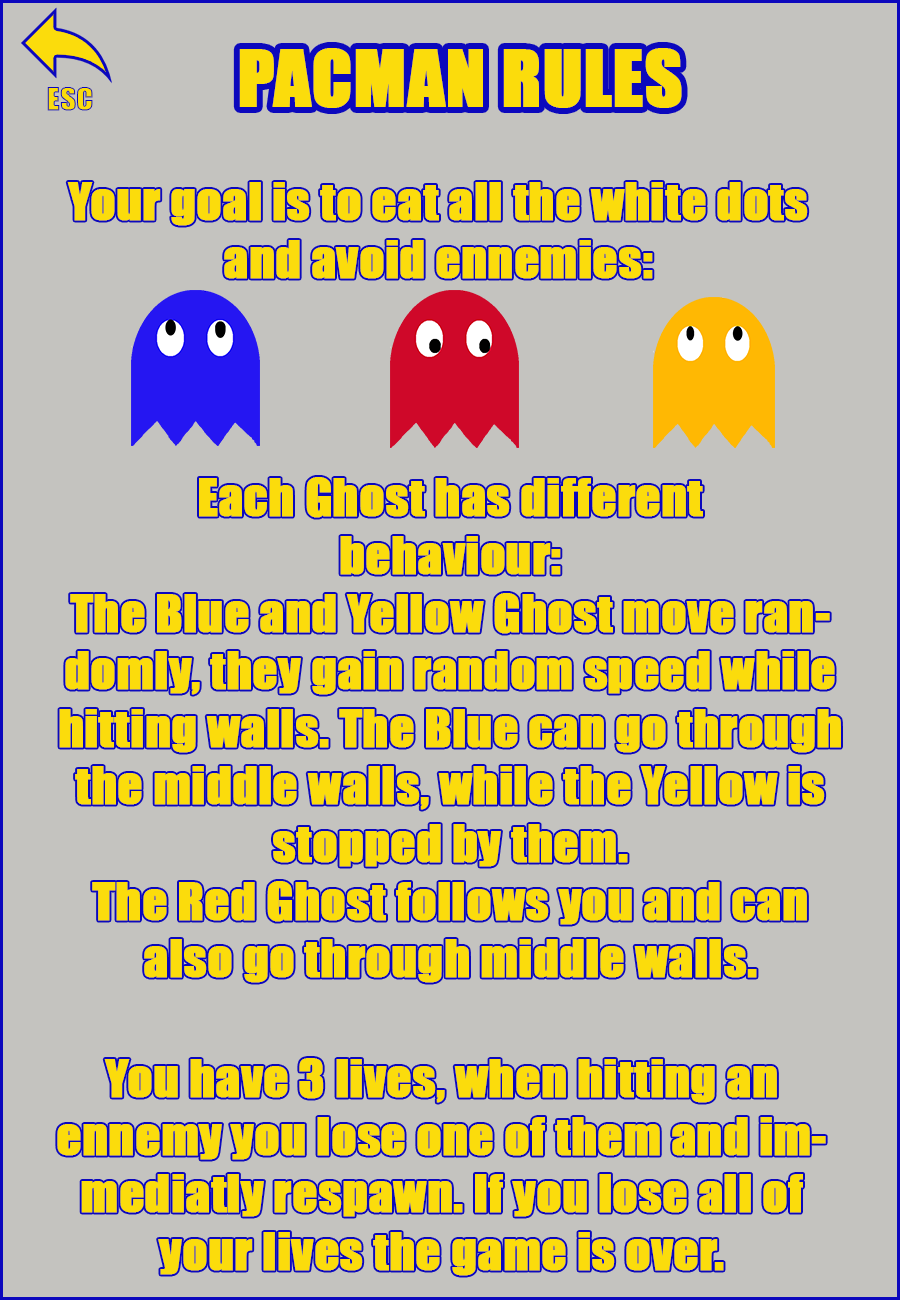 ESC
PACMAN RULES
Your goal is to eat all the white dots
and avoid ennemies:
Each Ghost has different
behaviour:
The Blue and Yellow Ghost move ran-
domly, they gain random speed while
hitting walls. The Blue can go through
the middle walls, while the Yellow is
stopped by them.
The Red Ghost follows you and can
also go through middle walls.
You have 3 lives, when hitting an
ennemy you lose one of them and im-
mediatly respawn. If you lose all of
your lives the game is over.